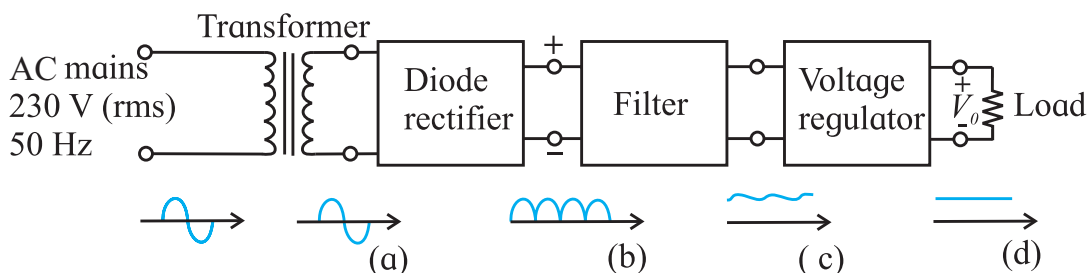 Transformer
AC mains
230 V (rms)
50 Hz
Diode
rectifier
+
−
Filter
Voltage
regulator
+
V₀
-
Load
(a)
(b)
( c)
(d)